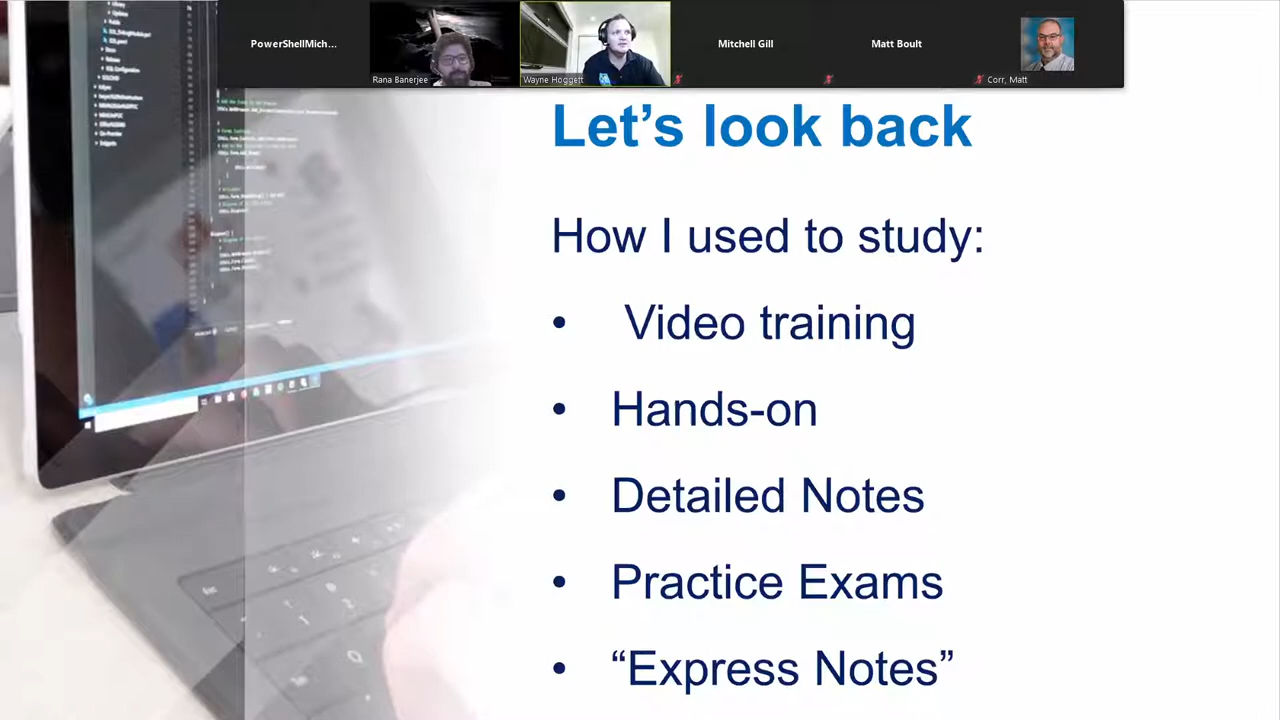 PowerShellMich...
Rana Banerjee
Wayne Hoggett
Mitchell Gill
Matt Boult
Corr, Matt
Let’s look back
How I used to study:
• Video training
• Hands-on
• Detailed Notes
• Practice Exams
• “Express Notes”